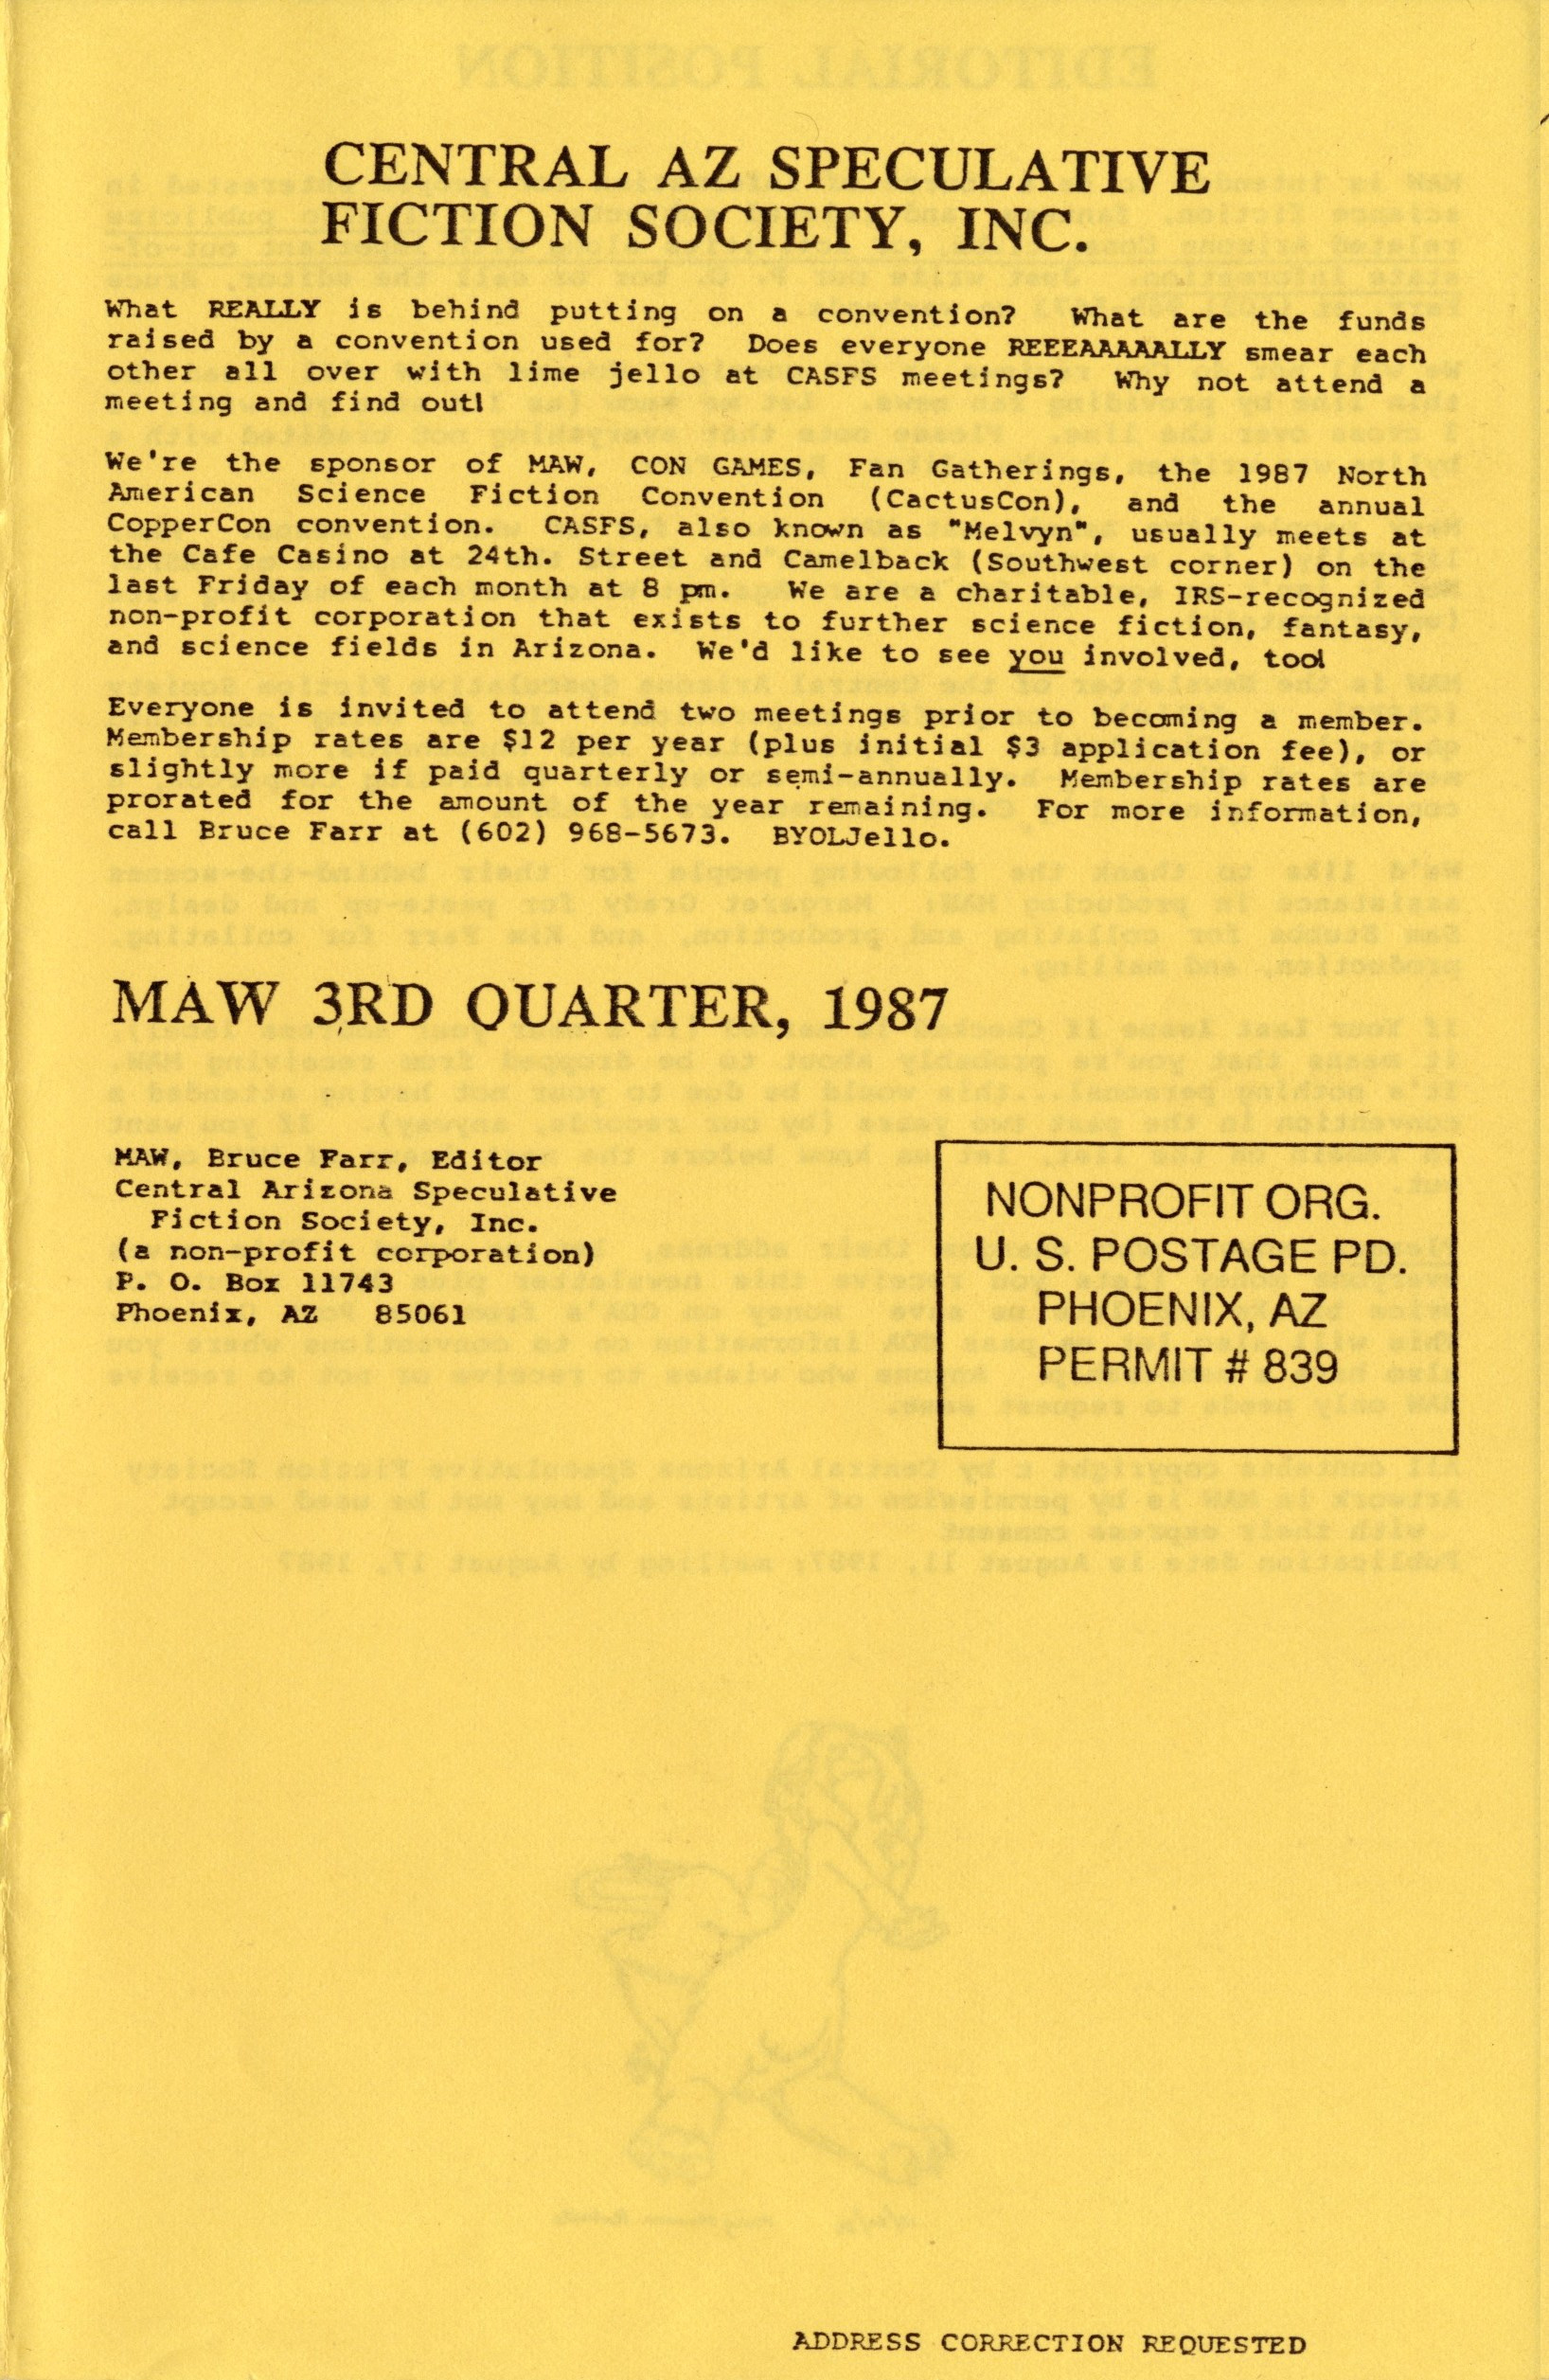 CENTRAL AZ SPECULATIVE
FICTION SOCIETY, INC.
What REALLY is behind putting on a convention? What are the funds
raised by a convention used for? Does everyone REEEAAAAALLY smear each
other all over with lime jello at CASFS meetings? Why not attend a
meeting and find out!
We're the sponsor of MAW, CON GAMES, Fan Gatherings, the 1987 North
American Science Fiction Convention (CactusCon), and the annual
CopperCon convention. CASFS, also known as "Melvyn", usually meets at
the Cafe Casino at 24th. Street and Camelback (Southwest corner) on the
last Friday of each month at 8 pm. We are a charitable, IRS-recognized
non-profit corporation that exists to further science fiction, fantasy,
and science fields in Arizona. We'd like to see you involved, too!
Everyone is invited to attend two meetings prior to becoming a member.
Membership rates are $12 per year (plus initial $3 application fee), or
slightly more if paid quarterly or semi-annually. Membership rates are
prorated for the amount of the year remaining. For more information,
call Bruce Farr at (602) 968-5673. BYOLJello.
MAW 3RD QUARTER, 1987
MAW, Bruce Farr, Editor
Central Arizona Speculative
Fiction Society, Inc.
(a non-profit corporation)
P. O. Box 11743
Phoenix, AZ 85061
NONPROFIT ORG.
U. S. POSTAGE PD.
PHOENIX, AZ
PERMIT # 839
ADDRESS CORRECTION REQUESTED